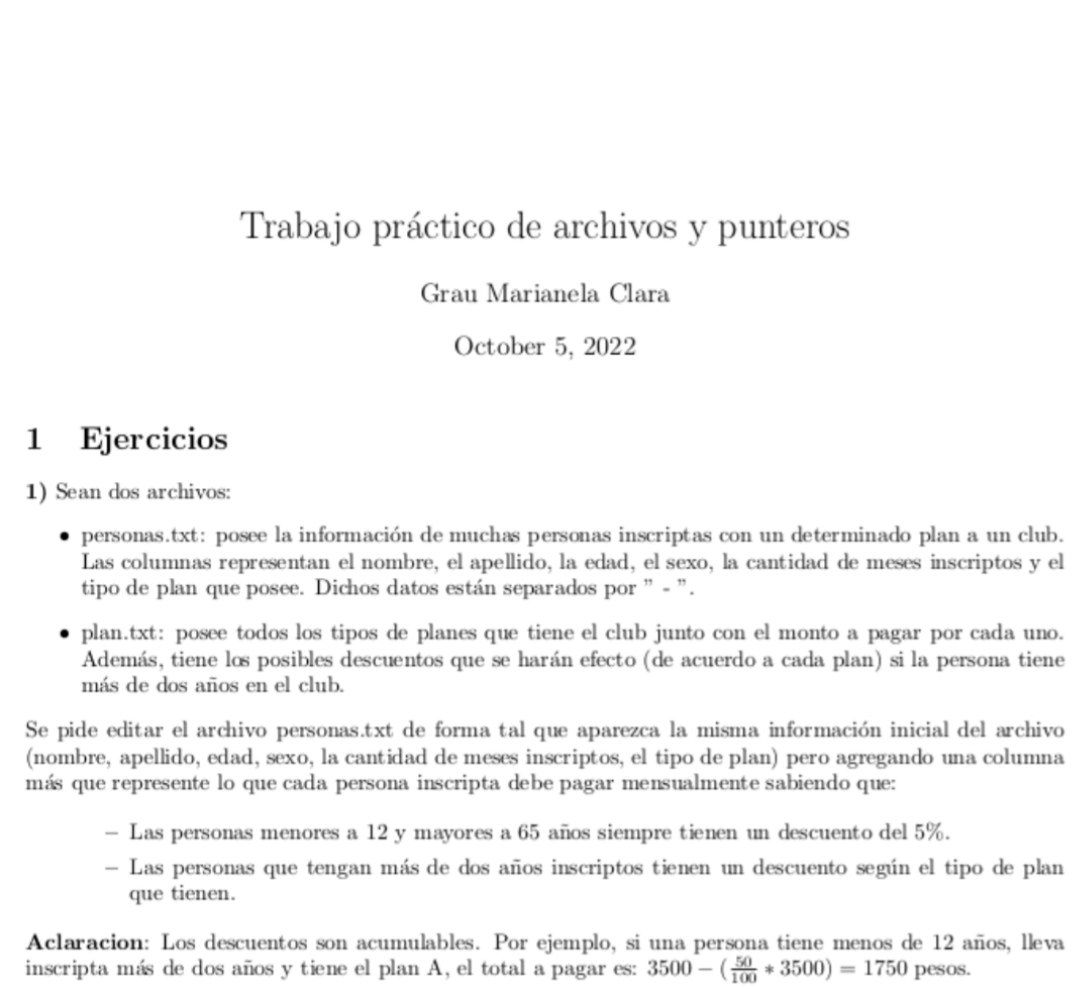 Trabajo práctico de archivos y punteros
Grau Marianela Clara
October 5, 2022
1 Ejercicios
1) Sean dos archivos:
• personas.txt: posee la información de muchas personas inscriptas con un determinado plan a un club.
Las columnas representan el nombre, el apellido, la edad, el sexo, la cantidad de meses inscriptos y el
tipo de plan que posee. Dichos datos están separados por ” - ”.
• plan.txt: posee todos los tipos de planes que tiene el club junto con el monto a pagar por cada uno.
Además, tiene los posibles descuentos que se harán efecto (de acuerdo a cada plan) si la persona tiene
más de dos años en el club.
Se pide editar el archivo personas.txt de forma tal que aparezca la misma información inicial del archivo
(nombre, apellido, edad, sexo, la cantidad de meses inscriptos, el tipo de plan) pero agregando una columna
más que represente lo que cada persona inscripta debe pagar mensualmente sabiendo que:
– Las personas menores a 12 y mayores a 65 años siempre tienen un descuento del 5%.
– Las personas que tengan más de dos años inscriptos tienen un descuento según el tipo de plan
que tienen.
Aclaracion: Los descuentos son acumulables. Por ejemplo, si una persona tiene menos de 12 años, lleva
inscripta más de dos años y tiene el plan A, el total a pagar es: 3500 − (50/100 ∗ 3500) = 1750 pesos.